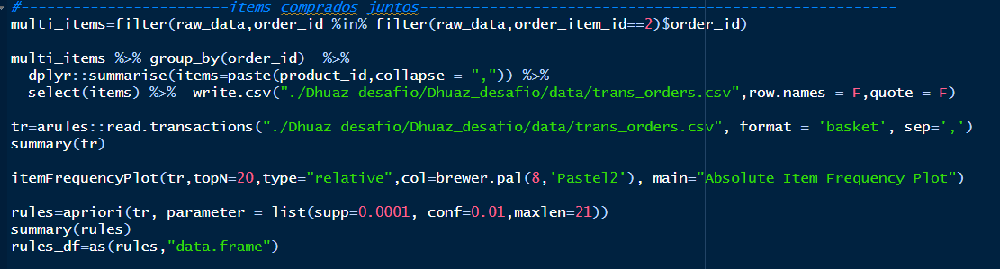 #------------------------items comprados juntos--------------------------------------------------------
multi_items=filter(raw_data,order_id %in% filter(raw_data,order_item_id==2)$order_id)
multi_items %>% group_by(order_id)  %>%
  dplyr::summarise(items=paste(product_id,collapse = ",")) %>%
  select(items) %>%  write.csv("./Dhuaz desafio/Dhuaz_desafio/data/trans_orders.csv",row.names = F,quote = F)
tr=arules::read.transactions("./Dhuaz desafio/Dhuaz_desafio/data/trans_orders.csv", format = 'basket', sep=',')
summary(tr)
itemFrequencyPlot(tr,topN=20,type="relative",col=brewer.pal(8,'Pastel2'), main="Absolute Item Frequency Plot")
rules=apriori(tr, parameter = list(supp=0.0001, conf=0.01,maxlen=21))
summary(rules)
rules_df=as(rules,"data.frame")